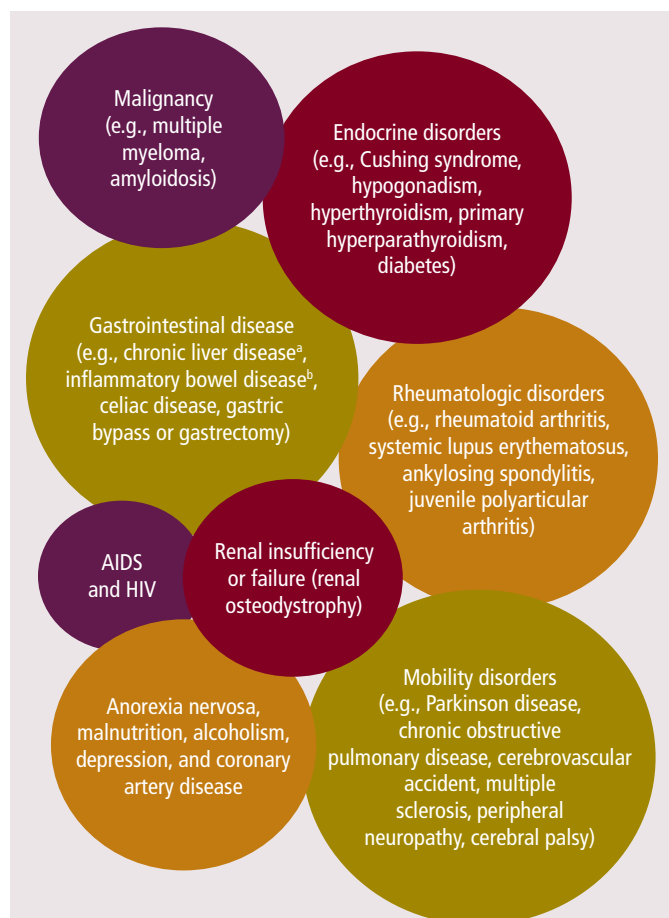 Malignancy
(e.g., multiple
myeloma,
amyloidosis)
Endocrine disorders
(e.g., Cushing syndrome,
hypogonadism,
hyperthyroidism, primary
hyperparathyroidism,
diabetes)
Gastrointestinal disease
(e.g., chronic liver diseaseᵃ,
inflammatory bowel diseaseᵇ,
celiac disease, gastric
bypass or gastrectomy)
Rheumatologic disorders
(e.g., rheumatoid arthritis,
systemic lupus erythematosus,
ankylosing spondylitis,
juvenile polyarticular
arthritis)
AIDS
and HIV
Renal insufficiency
or failure (renal
osteodystrophy)
Anorexia nervosa,
malnutrition, alcoholism,
depression, and coronary
artery disease
Mobility disorders
(e.g., Parkinson disease,
chronic obstructive
pulmonary disease, cerebrovascular
accident, multiple
sclerosis, peripheral
neuropathy, cerebral palsy)